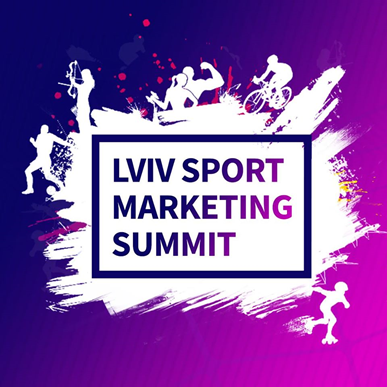 LVIV SPORT
MARKETING
SUMMIT